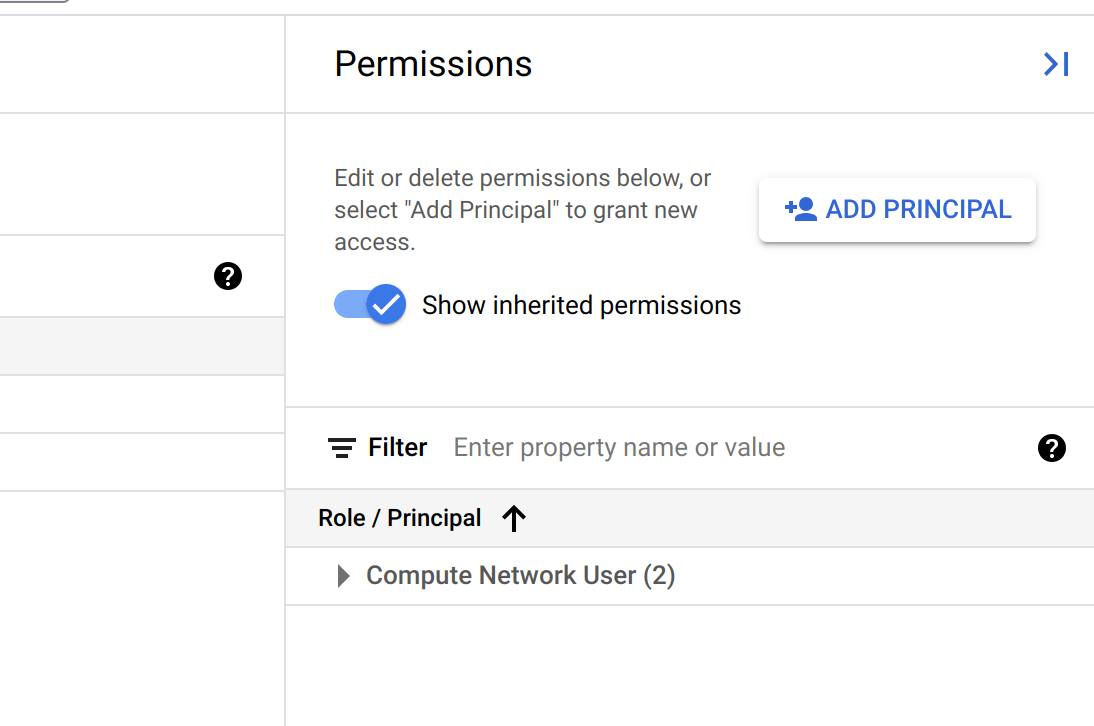 Permissions
Edit or delete permissions below, or
select "Add Principal" to grant new
access.
ADD PRINCIPAL
Show inherited permissions
Filter Enter property name or value
Role / Principal
Compute Network User (2)